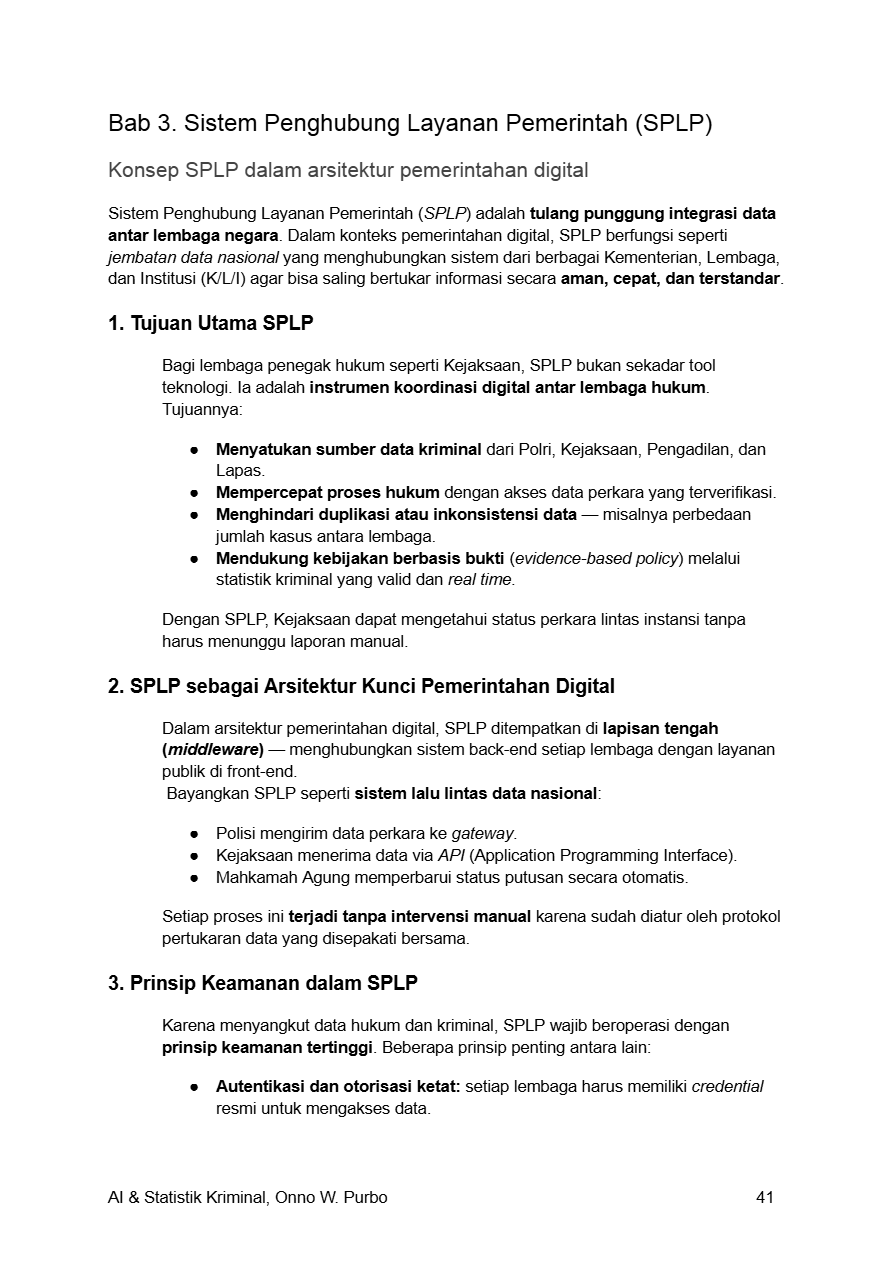 Bab 3. Sistem Penghubung Layanan Pemerintah (SPLP)
Konsep SPLP dalam arsitektur pemerintahan digital
Sistem Penghubung Layanan Pemerintah (SPLP) adalah tulang punggung integrasi data
antar lembaga negara. Dalam konteks pemerintahan digital, SPLP berfungsi seperti
jembatan data nasional yang menghubungkan sistem dari berbagai Kementerian, Lembaga,
dan Institusi (K/L/I) agar bisa saling bertukar informasi secara aman, cepat, dan terstandar.
1. Tujuan Utama SPLP
Bagi lembaga penegak hukum seperti Kejaksaan, SPLP bukan sekadar tool
teknologi. Ia adalah instrumen koordinasi digital antar lembaga hukum.
Tujuannya:
● Menyatukan sumber data kriminal dari Polri, Kejaksaan, Pengadilan, dan
Lapas.
● Mempercepat proses hukum dengan akses data perkara yang terverifikasi.
● Menghindari duplikasi atau inkonsistensi data — misalnya perbedaan
jumlah kasus antara lembaga.
● Mendukung kebijakan berbasis bukti (evidence-based policy) melalui
statistik kriminal yang valid dan real time.
Dengan SPLP, Kejaksaan dapat mengetahui status perkara lintas instansi tanpa
harus menunggu laporan manual.
2. SPLP sebagai Arsitektur Kunci Pemerintahan Digital
Dalam arsitektur pemerintahan digital, SPLP ditempatkan di lapisan tengah
(middleware) — menghubungkan sistem back-end setiap lembaga dengan layanan
publik di front-end.
Bayangkan SPLP seperti sistem lalu lintas data nasional:
● Polisi mengirim data perkara ke gateway.
● Kejaksaan menerima data via API (Application Programming Interface).
● Mahkamah Agung memperbarui status putusan secara otomatis.
Setiap proses ini terjadi tanpa intervensi manual karena sudah diatur oleh protokol
pertukaran data yang disepakati bersama.
3. Prinsip Keamanan dalam SPLP
Karena menyangkut data hukum dan kriminal, SPLP wajib beroperasi dengan
prinsip keamanan tertinggi. Beberapa prinsip penting antara lain:
● Autentikasi dan otorisasi ketat: setiap lembaga harus memiliki credential
resmi untuk mengakses data.
AI & Statistik Kriminal, Onno W. Purbo 41